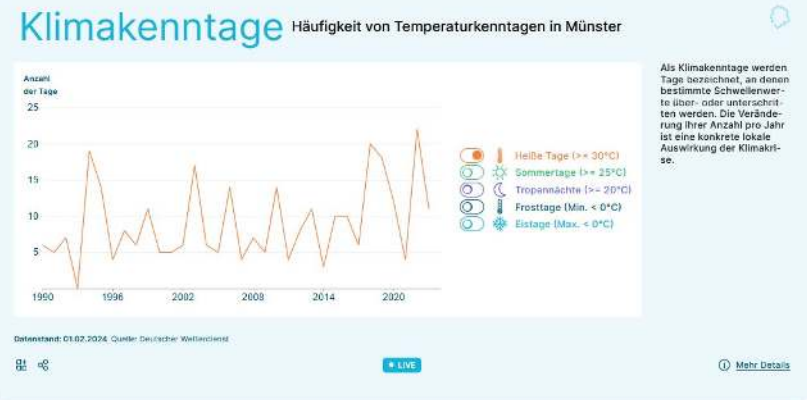 Klimakenntage Häufigkeit von Temperaturkenntagen in Münster
Anzahl
der Tage
25
20
15
10
5
1990 1996 2002 2008 2014 2020
Heiße Tage (>= 30°C)
Sommertage (>= 25°C)
Tropennächte (>= 20°C)
Frosttage (Min. < 0°C)
Eistage (Max. < 0°C)
Als Klimakenntage werden
Tage bezeichnet, an denen
bestimmte Schwellenwer-
te über- oder unterschrit-
ten werden. Die Verände-
rung ihrer Anzahl pro Jahr
ist eine konkrete lokale
Auswirkung der Klimakri-
se.
Datenstand: 01.02.2024 Quelle: Deutscher Wetterdienst
LIVE
Mehr Details